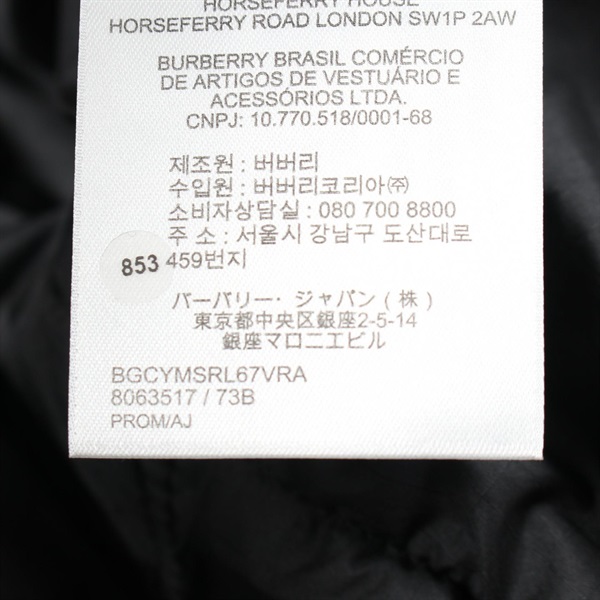 HORSEFERRY HOUSE
HORSEFERRY ROAD LONDON SW1P 2AW
BURBERRY BRASIL COMÉRCIO
DE ARTIGOS DE VESTUÁRIO E
ACESSÓRIOS LTDA.
CNPJ: 10.770.518/0001-68
제조원 : 버버리
수입원 : 버버리코리아㈜
소비자상담실 : 080 700 8800
주 소 : 서울시 강남구 도산대로
853 459번지
バーバリー・ジャパン（株）
東京都中央区銀座2-5-14
銀座マロニエビル
BGCYMSRL67VRA
8063517 / 73B
PROM/AJ